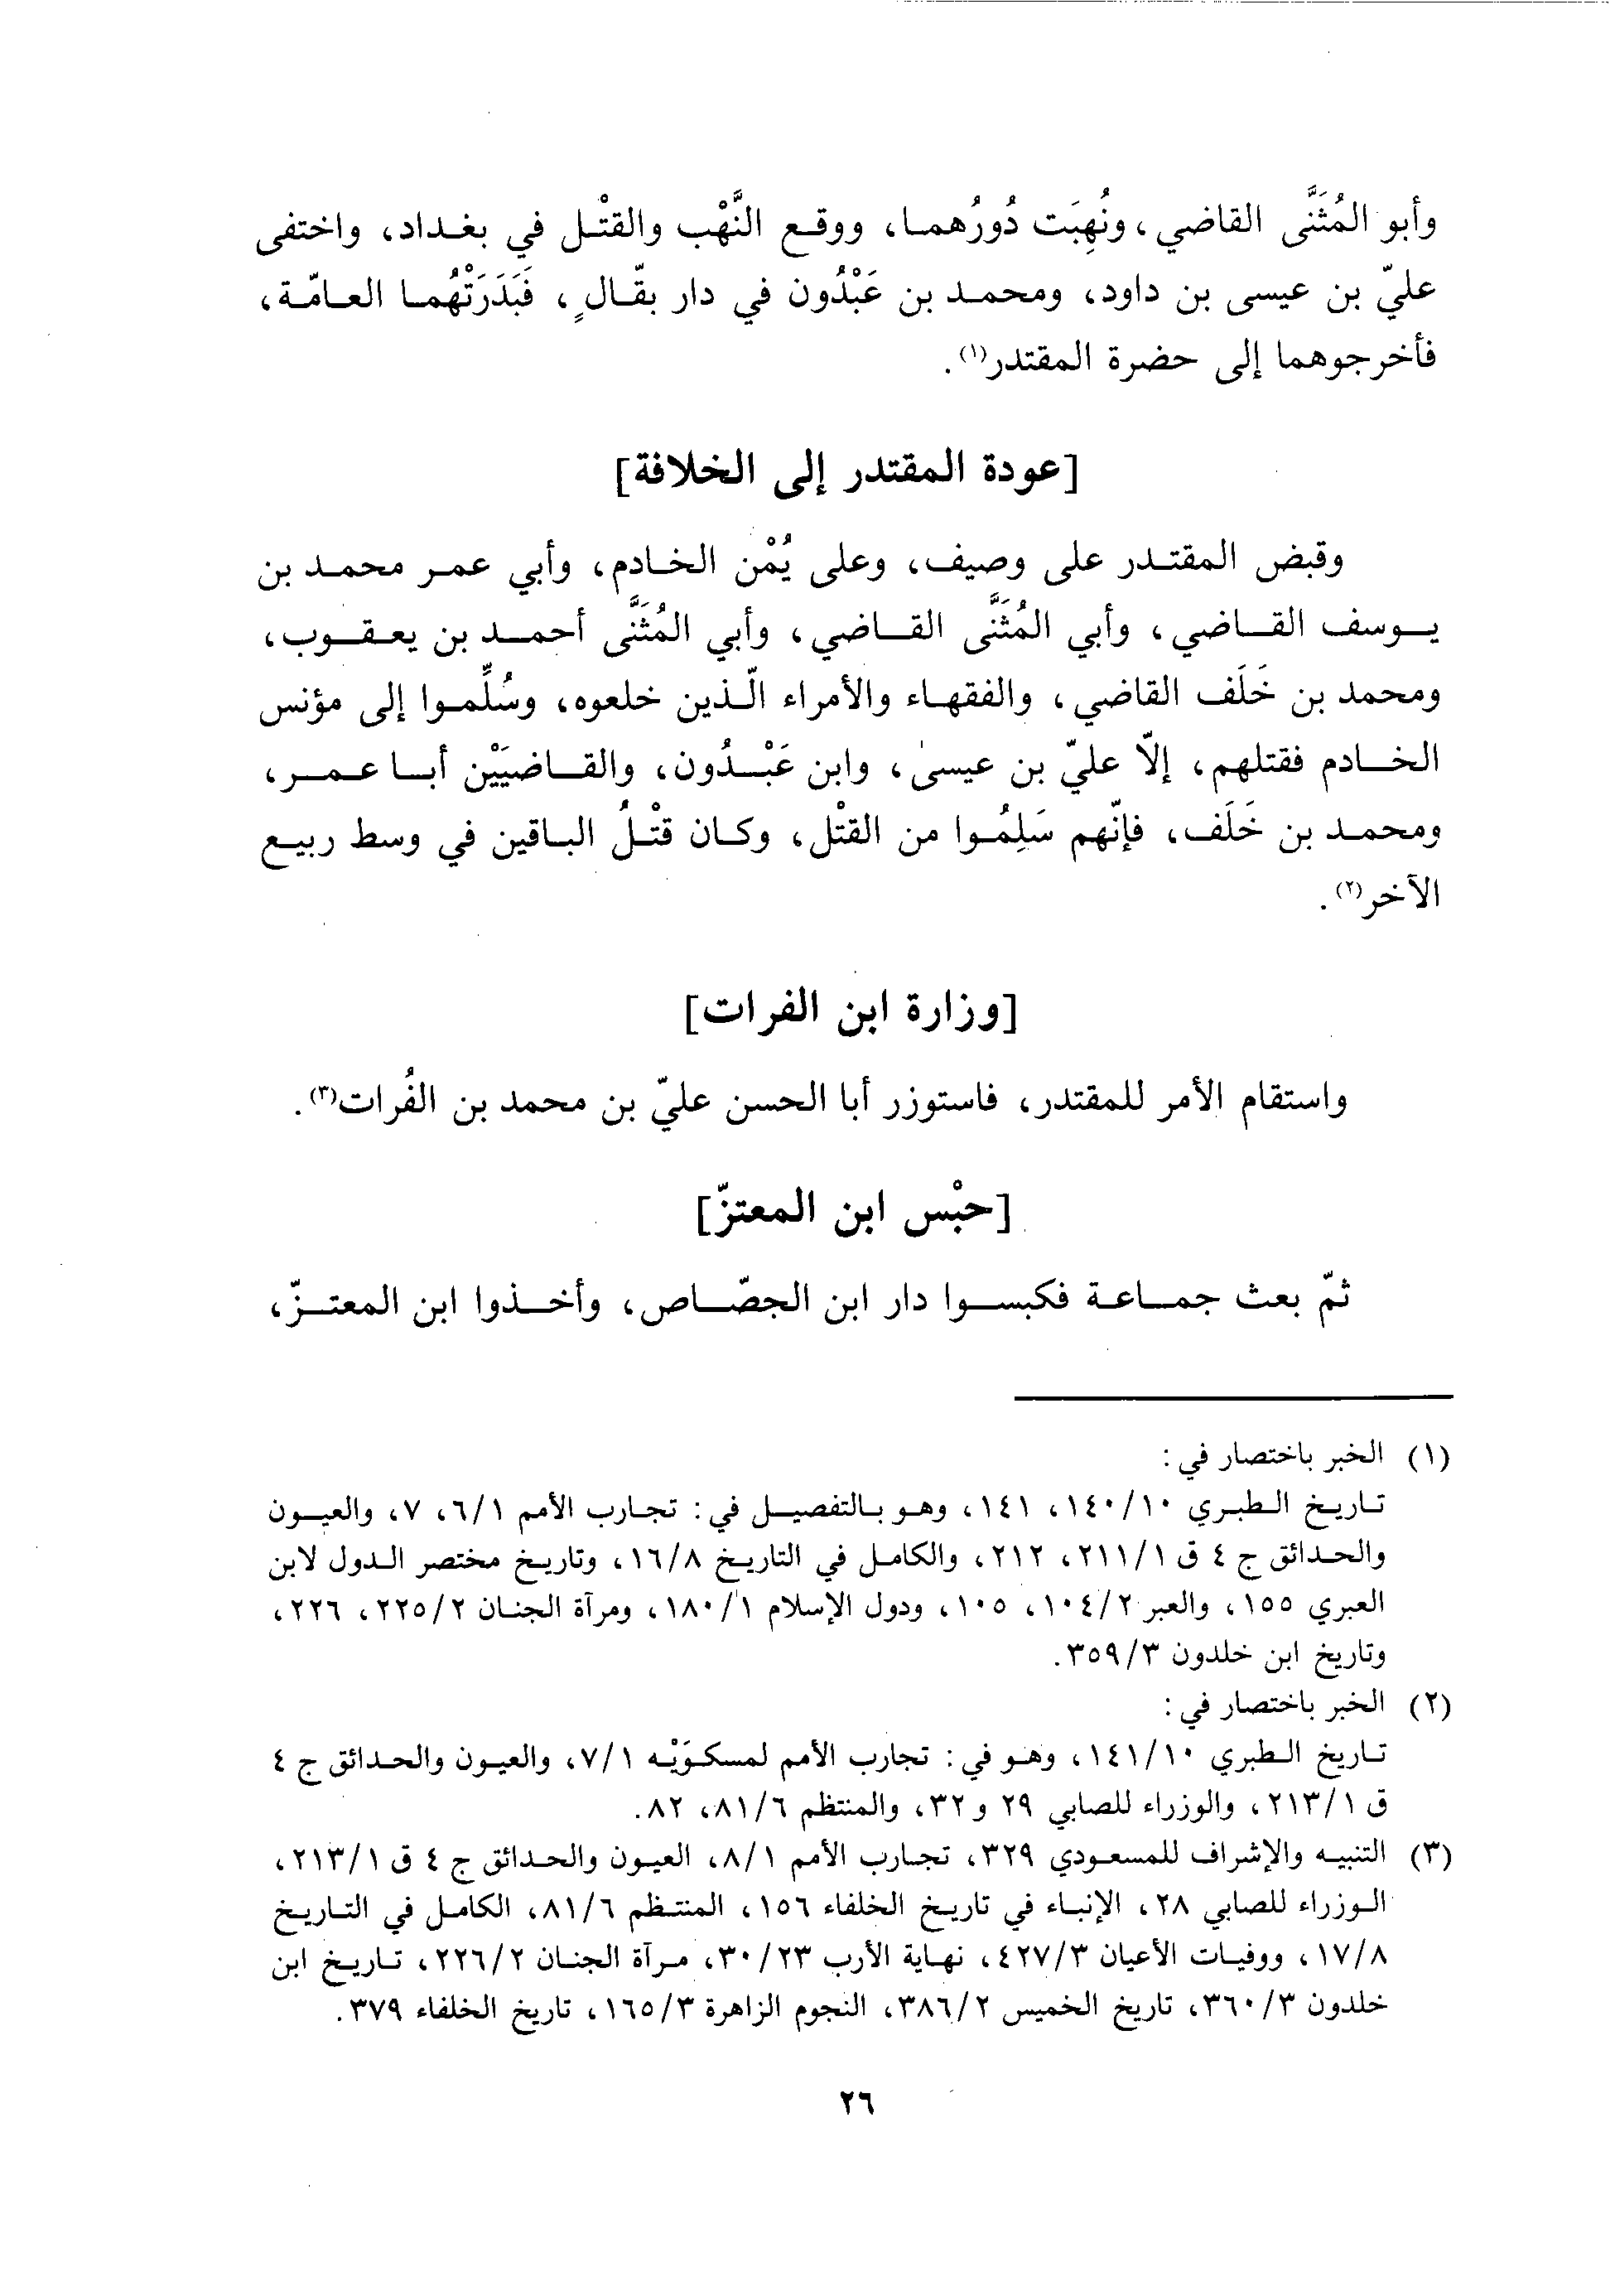 وأبو المُثَنَّى القاضي، ونُهِبَت دُورُهما، ووقع النَّهْب والقتْل في بغداد، واختفى
عليّ بن عيسى بن داود، ومحمد بن عَبْدُون في دار بقّالٍ، فَبَدَرَتْهُما العامّة،
فأخرجوهما إلى حضرة المقتدر(١).
[عودة المقتدر إلى الخلافة]
وقبض المقتدر على وصيف، وعلى يُمْن الخادم، وأبي عمر محمد بن
يوسف القاضي، وأبي المُثَنَّى القاضي، وأبي المُثَنَّى أحمد بن يعقوب،
ومحمد بن خَلَف القاضي، والفقهاء والأمراء الّذين خلعوه، وسُلِّموا إلى مؤنس
الخادم فقتلهم، إلّا عليّ بن عيسىٰ، وابن عَبْدُون، والقاضيَيْن أبا عمر،
ومحمد بن خَلَف، فإنّهم سَلِمُوا من القتْل، وكان قتْلُ الباقين في وسط ربيع
الآخر(٢).
[وزارة ابن الفرات]
واستقام الأمر للمقتدر، فاستوزر أبا الحسن عليّ بن محمد بن الفُرات(٣).
[حبْس ابن المعتزّ]
ثمّ بعث جماعة فكبسوا دار ابن الجصّاص، وأخذوا ابن المعتزّ،
(١) الخبر باختصار في:
تاريخ الطبري ١٤٠/١٠، ١٤١، وهو بالتفصيل في: تجارب الأمم ٦/١، ٧، والعيون
والحدائق ج ٤ ق ٢١١/١، ٢١٢، والكامل في التاريخ ١٦/٨، وتاريخ مختصر الدول لابن
العبري ١٥٥، والعبر ١٠٤/٢، ١٠٥، ودول الإسلام ١٨٠/١، ومرآة الجنان ٢٢٥/٢، ٢٢٦،
وتاريخ ابن خلدون ٣٥٩/٣.
(٢) الخبر باختصار في:
تاريخ الطبري ١٤١/١٠، وهو في: تجارب الأمم لمسكوَيْه ٧/١، والعيون والحدائق ج ٤
ق ٢١٣/١، والوزراء للصابي ٢٩ و ٣٢، والمنتظم ٨١/٦، ٨٢.
(٣) التنبيه والإشراف للمسعودي ٣٢٩، تجارب الأمم ٨/١، العيون والحدائق ج ٤ ق ٢١٣/١،
الوزراء للصابي ٢٨، الإنباء في تاريخ الخلفاء ١٥٦، المنتظم ٨١/٦، الكامل في التاريخ
١٧/٨، ووفيات الأعيان ٤٢٧/٣، نهاية الأرب ٣٠/٢٣، مرآة الجنان ٢٢٦/٢، تاريخ ابن
خلدون ٣٦٠/٣، تاريخ الخميس ٣٨٦/٢، النجوم الزاهرة ١٦٥/٣، تاريخ الخلفاء ٣٧٩.
٢٦